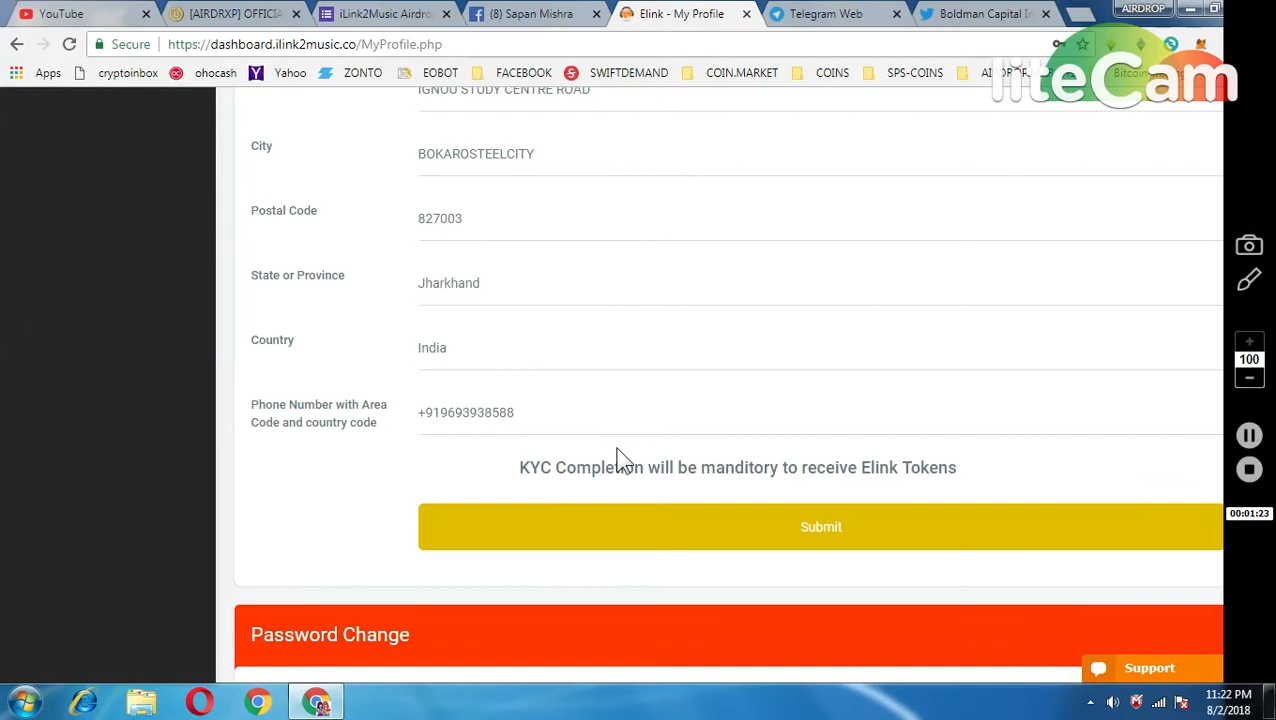 YouTube
[AIRDRXP] OFFICIA
iLink2Music Airdro
(8) Sapan Mishra
Elink - My Profile
Telegram Web
Bohman Capital In
AIRDROP
Secure
https://dashboard.ilink2music.co/MyProfile.php
Apps
cryptoinbox
ohocash
Yahoo
ZONTO
EOBOT
FACEBOOK
SWIFTDEMAND
COIN.MARKET
COINS
SPS-COINS
liteCam
IGNOU STUDY CENTRE ROAD
City
BOKAROSTEELCITY
Postal Code
827003
State or Province
Jharkhand
Country
India
Phone Number with Area
Code and country code
+919693938588
KYC Completion will be manditory to receive Elink Tokens
Submit
Password Change
Support
100
00:01:23
11:22 PM
8/2/2018